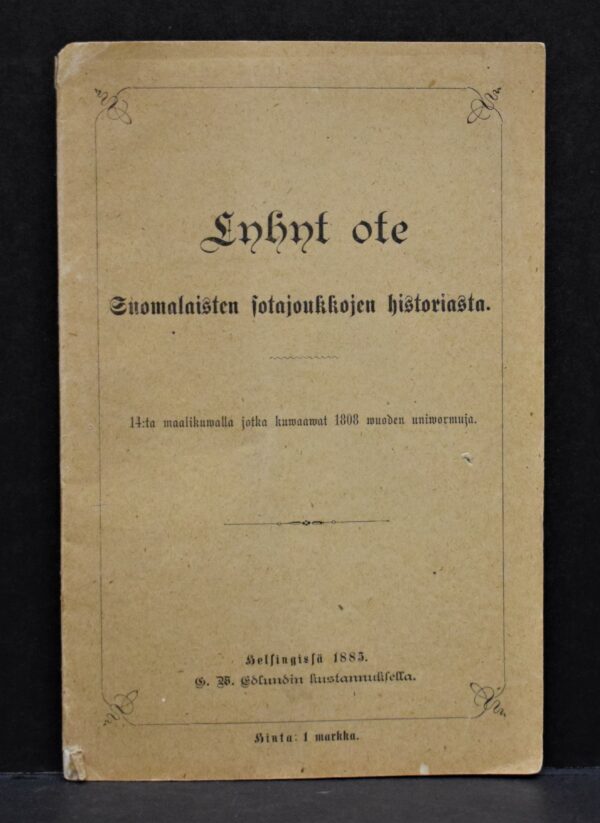 Lyhyt ote
Suomalaisten sotajoukkojen historiasta.
14:ta maalikuwalla jotka kuwaawat 1808 wuoden uniwormuja.
Helsingissä 1883.
G. W. Edlundin kustannuksella.
Hinta: 1 markka.